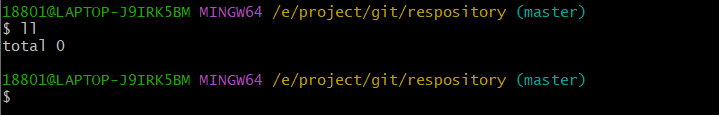 18801@LAPTOP-J9IRK5BM MINGW64 /e/project/git/respository (master)
$ ll
total 0
18801@LAPTOP-J9IRK5BM MINGW64 /e/project/git/respository (master)
$